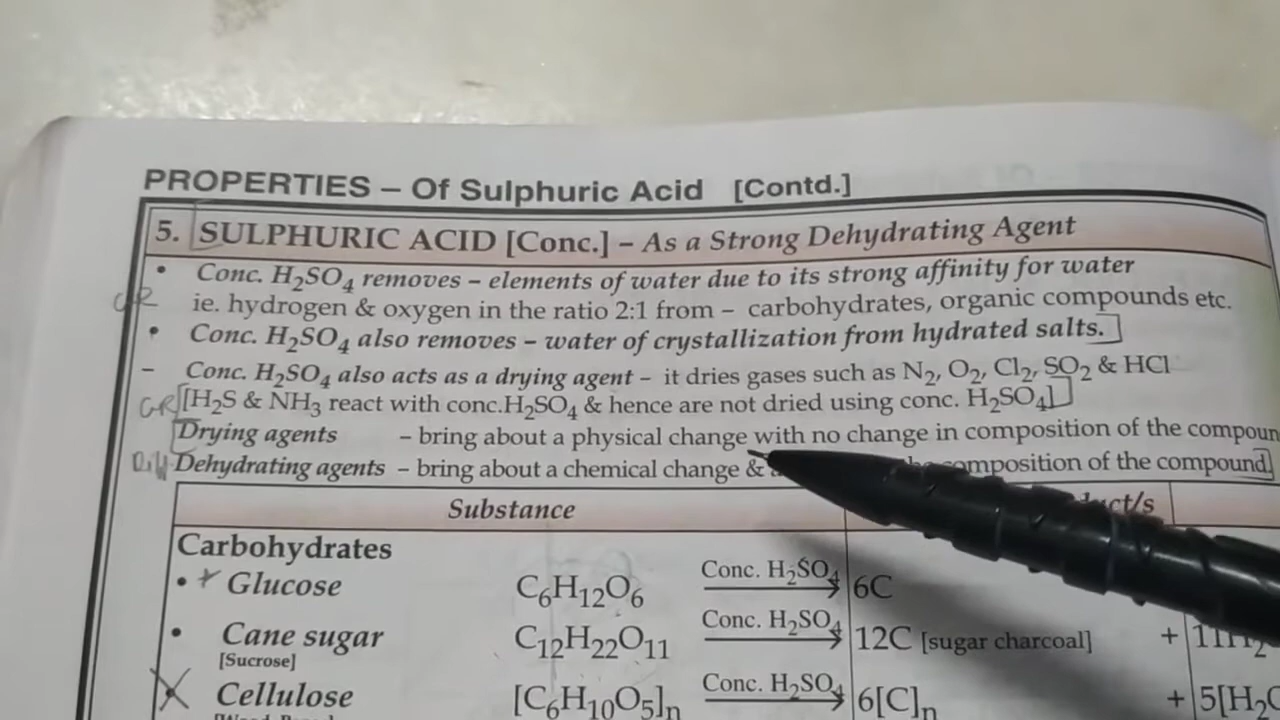 PROPERTIES – Of Sulphuric Acid [Contd.]
5. SULPHURIC ACID [Conc.] – As a Strong Dehydrating Agent
• Conc. H₂SO₄ removes – elements of water due to its strong affinity for water
ie. hydrogen & oxygen in the ratio 2:1 from – carbohydrates, organic compounds etc.
• Conc. H₂SO₄ also removes – water of crystallization from hydrated salts.
– Conc. H₂SO₄ also acts as a drying agent – it dries gases such as N₂, O₂, Cl₂, SO₂ & HCl
GR [H₂S & NH₃ react with conc.H₂SO₄ & hence are not dried using conc. H₂SO₄]
Drying agents – bring about a physical change with no change in composition of the
Dehydrating agents – bring about a chemical change & composition of the compound.
Substance
Carbohydrates
• Glucose C₆H₁₂O₆ Conc. H₂SO₄ → 6C
• Cane sugar C₁₂H₂₂O₁₁ Conc. H₂SO₄ → 12C [sugar charcoal] +
[Sucrose]
Cellulose [C₆H₁₀O₅]ₙ Conc. H₂SO₄ → 6[C]ₙ +